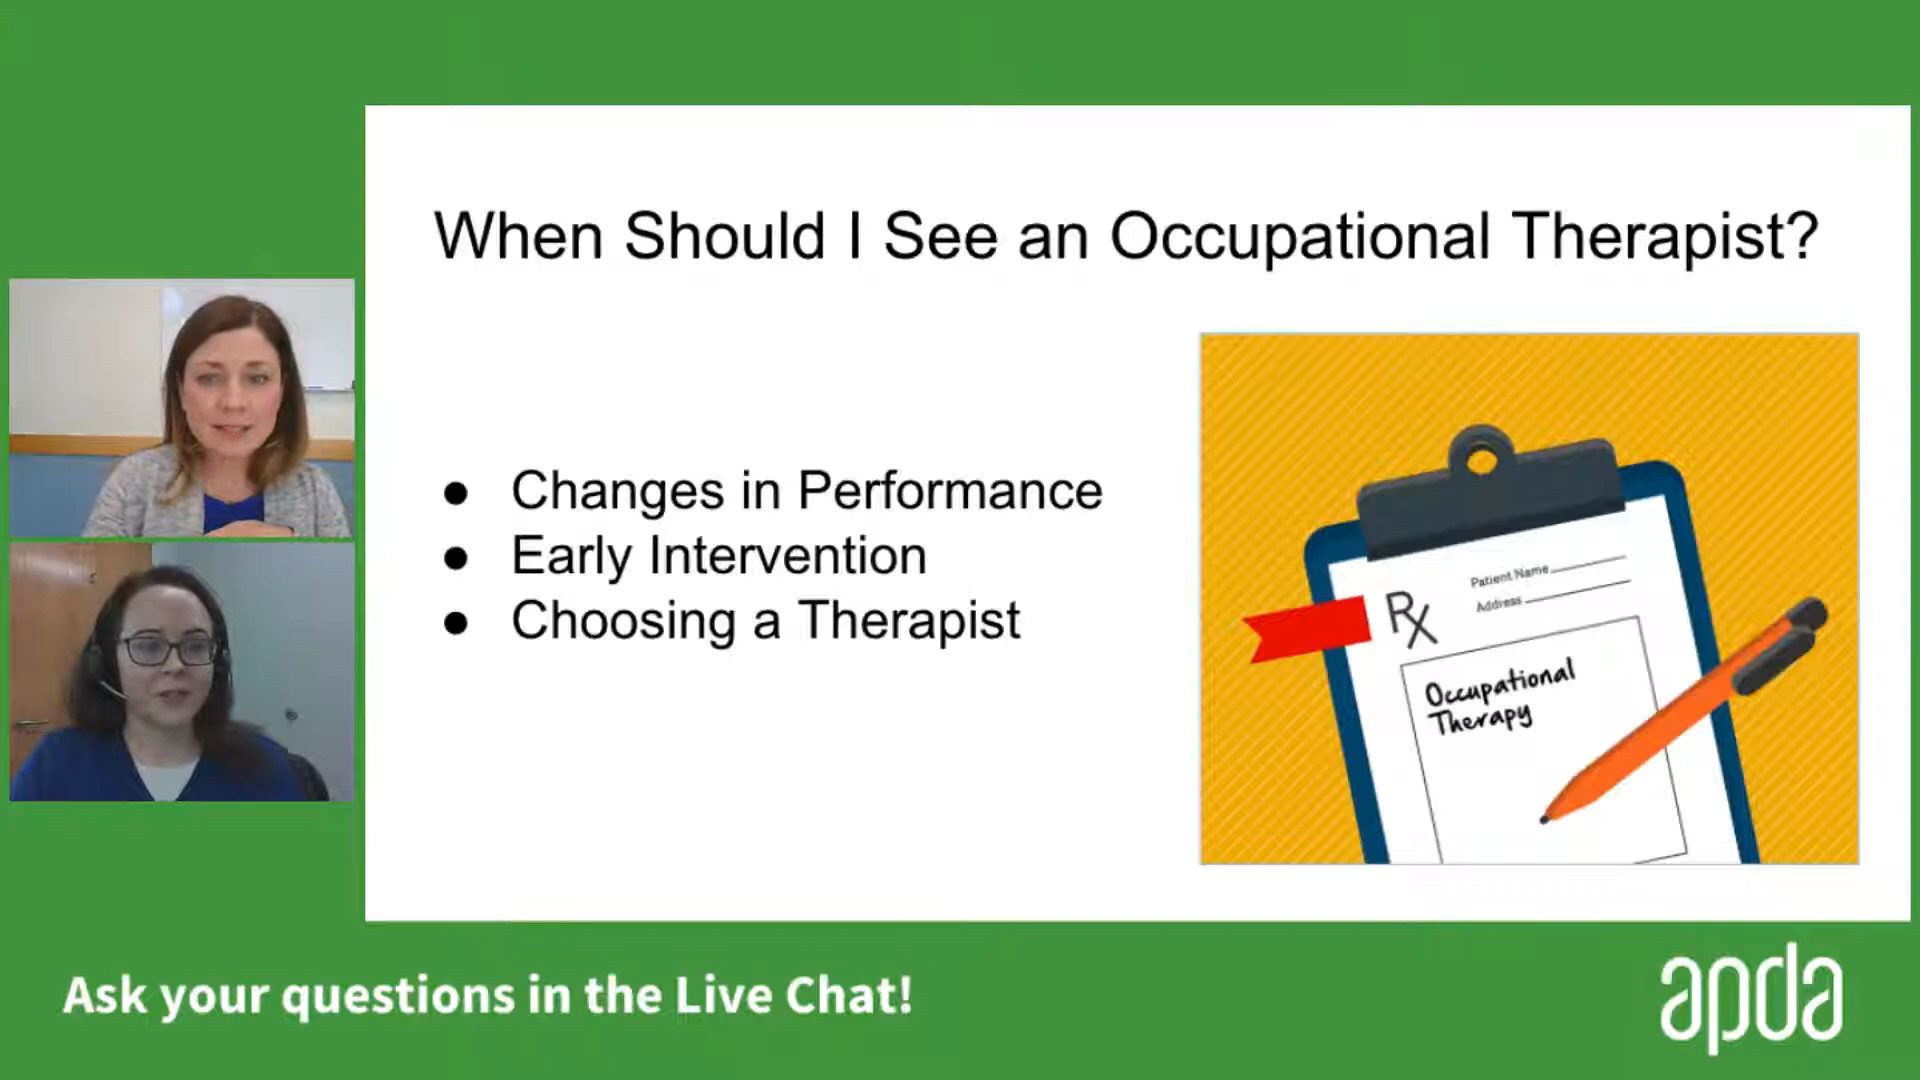 When Should I See an Occupational Therapist?
● Changes in Performance
● Early Intervention
● Choosing a Therapist
Patient Name
Address
Rx
Occupational
Therapy
Ask your questions in the Live Chat!
apda